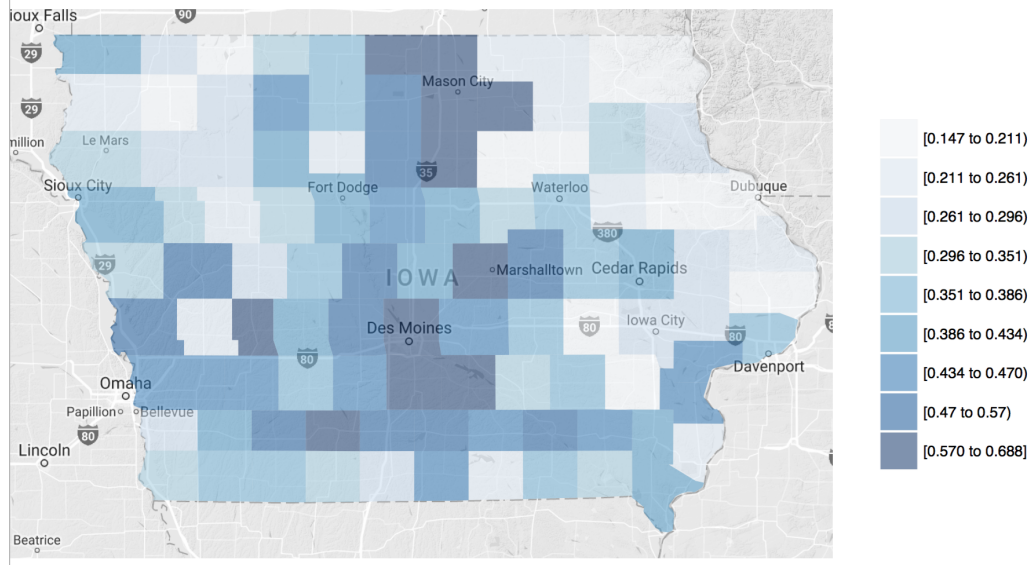 ioux Falls
90
29
Mason City
29
million
Le Mars
35
Sioux City
Fort Dodge
Waterloo
Dubuque
380
29
IOWA
Marshalltown
Cedar Rapids
Des Moines
80
Iowa City
80
80
Davenport
Omaha
Papillion
Bellevue
80
Lincoln
Beatrice
[0.147 to 0.211)
[0.211 to 0.261)
[0.261 to 0.296)
[0.296 to 0.351)
[0.351 to 0.386)
[0.386 to 0.434)
[0.434 to 0.470)
[0.47 to 0.57)
[0.570 to 0.688]